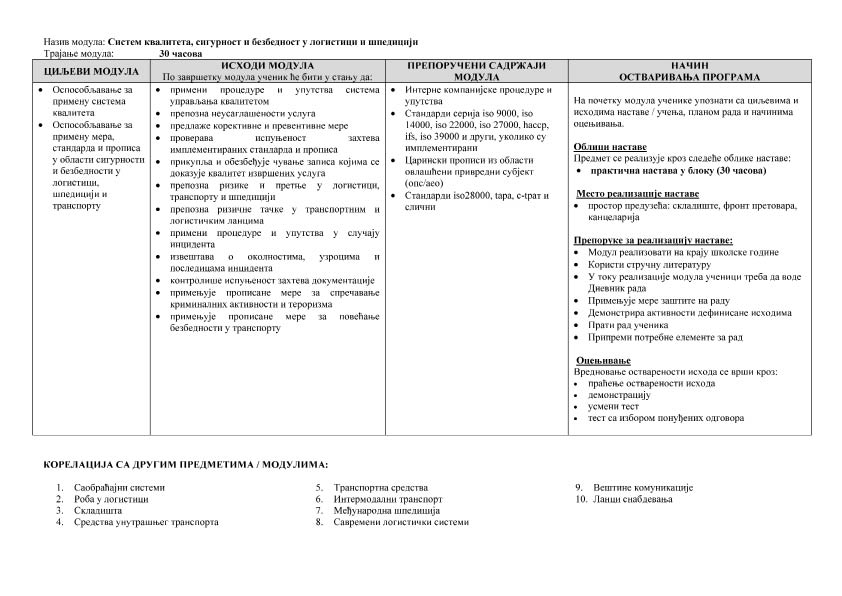 Назив модула: Систем квалитета, сигурност и безбедност у логистици и шпедицији
Трајање модула: 30 часова
ЦИЉЕВИ МОДУЛА
ИСХОДИ МОДУЛА
По завршетку модула ученик ће бити у стању да:
ПРЕПОРУЧЕНИ САДРЖАЈИ
МОДУЛА
НАЧИН
ОСТВАРИВАЊА ПРОГРАМА
• Оспособљавање за
примену система
квалитета
• Оспособљавање за
примену мера,
стандарда и прописа
у области сигурности
и безбедности у
логистици,
шпедицији и
транспорту
• примени процедуре и упутства система
управљања квалитетом
• препозна неусаглашености услуга
• предлаже корективне и превентивне мере
• проверава испуњеност захтева
имплементираних стандарда и прописа
• прикупља и обезбеђује чување записа којима се
доказује квалитет извршених услуга
• препозна ризике и претње у логистици,
транспорту и шпедицији
• препозна ризичне тачке у транспортним и
логистичким ланцима
• примени процедуре и упутства у случају
инцидента
• извештава о околностима, узроцима и
последицама инцидента
• контролише испуњеност захтева документације
• примењује прописане мере за спречавање
криминалних активности и тероризма
• примењује прописане мере за повећање
безбедности у транспорту
• Интерне компанијске процедуре и
упутства
• Стандарди серија iso 9000, iso
14000, iso 22000, iso 27000, haccp,
ifs, iso 39000 и други, уколико су
имплементирани
• Царински прописи из области
овлашћени привредни субјект
(опс/aeo)
• Стандарди iso28000, tapa, c-tpат и
слични
На почетку модула ученике упознати са циљевима и
исходима наставе / учења, планом рада и начинима
оцењивања.
Облици наставе
Предмет се реализује кроз следеће облике наставе:
• практична настава у блоку (30 часова)
Место реализације наставе
• простор предузећа: складиште, фронт претовара,
канцеларија
Препоруке за реализацију наставе:
• Модул реализовати на крају школске године
• Користи стручну литературу
• У току реализације модула ученици треба да воде
Дневник рада
• Примењује мере заштите на раду
• Демонстрира активности дефинисане исходима
• Прати рад ученика
• Припреми потребне елементе за рад
Оцењивање
Вредновање остварености исхода се врши кроз:
• праћење остварености исхода
• демонстрацију
• усмени тест
• тест са избором понуђених одговора
КОРЕЛАЦИЈА СА ДРУГИМ ПРЕДМЕТИМА / МОДУЛИМА:
1. Саобраћајни системи
2. Роба у логистици
3. Складишта
4. Средства унутрашњег транспорта
5. Транспортна средства
6. Интермодални транспорт
7. Међународна шпедиција
8. Савремени логистички системи
9. Вештине комуникације
10. Ланци снабдевања